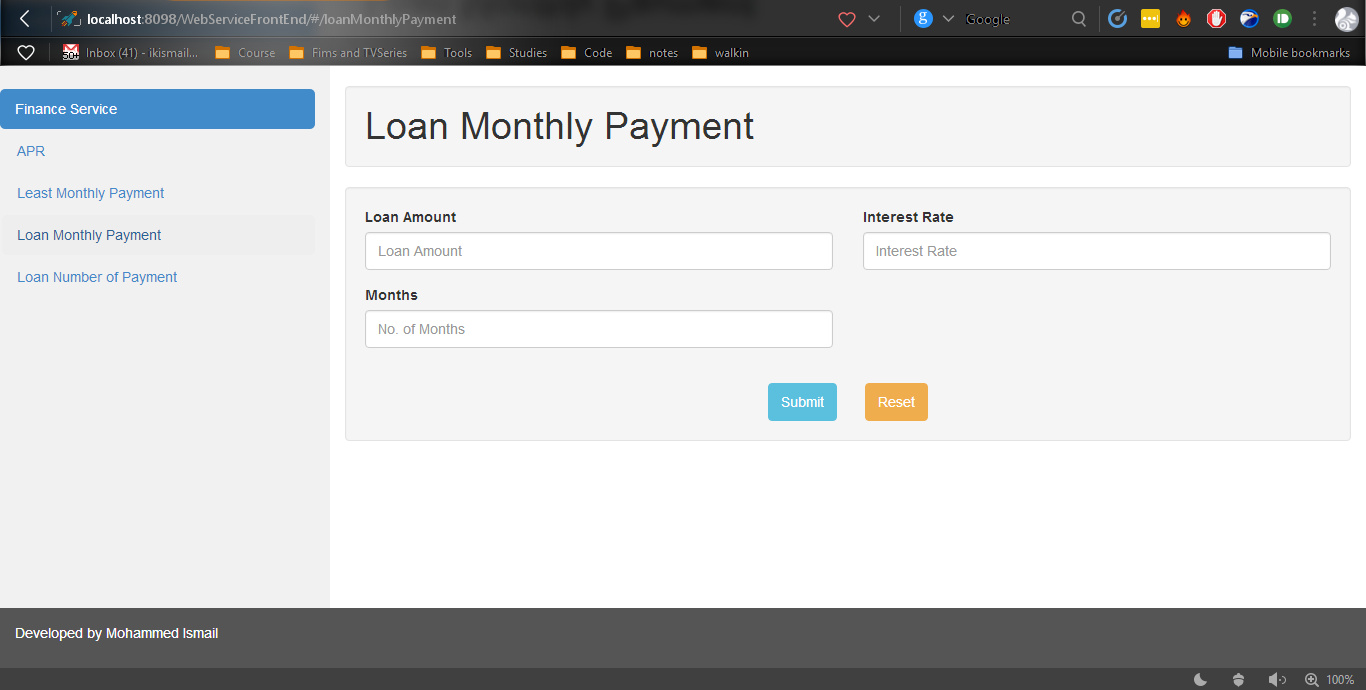 localhost:8098/WebServiceFrontEnd/#/loanMonthlyPayment
g Google
50+ Inbox (41) - ikismail... Course Fims and TVSeries Tools Studies Code notes walkin Mobile bookmarks
Finance Service
APR
Least Monthly Payment
Loan Monthly Payment
Loan Number of Payment
Loan Monthly Payment
Loan Amount Interest Rate
Loan Amount Interest Rate
Months
No. of Months
Submit Reset
Developed by Mohammed Ismail
100%